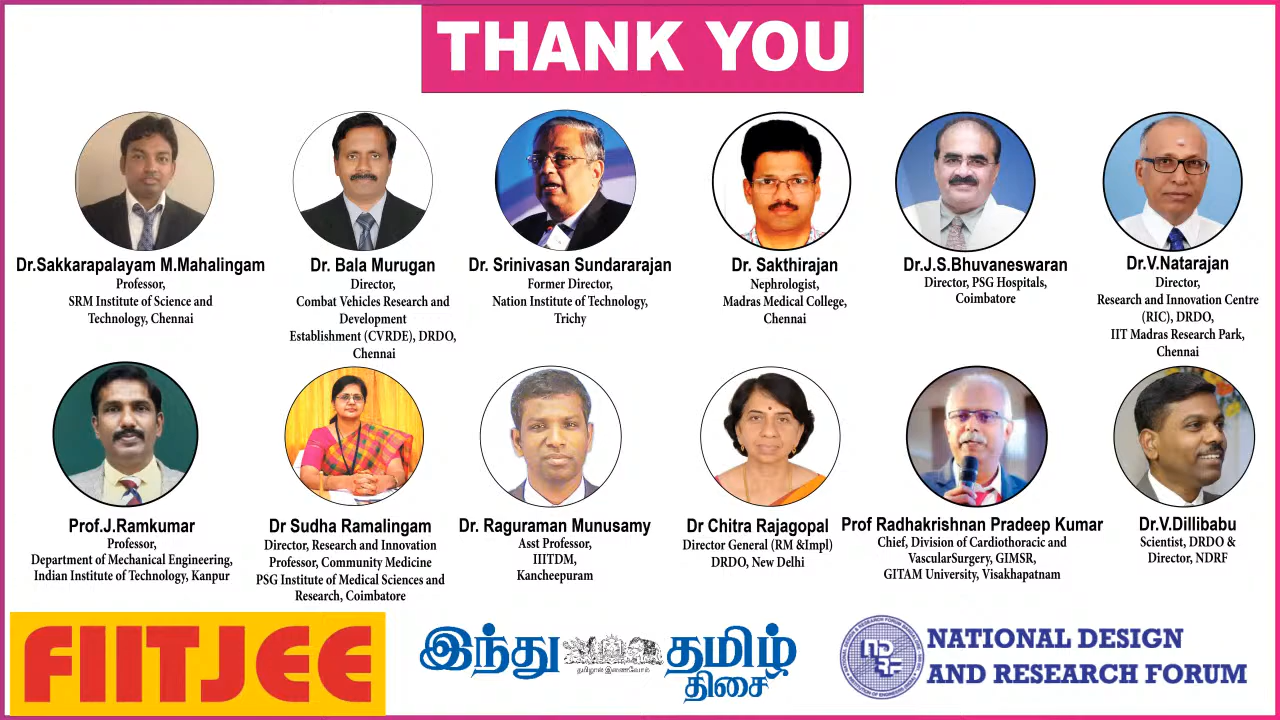 THANK YOU
Dr.Sakkarapalayam M.Mahalingam
Professor,
SRM Institute of Science and
Technology, Chennai
Dr. Bala Murugan
Director,
Combat Vehicles Research and
Development
Establishment (CVRDE), DRDO,
Chennai
Dr. Srinivasan Sundararajan
Former Director,
Nation Institute of Technology,
Trichy
Dr. Sakthirajan
Nephrologist,
Madras Medical College,
Chennai
Dr.J.S.Bhuvaneswaran
Director, PSG Hospitals,
Coimbatore
Dr.V.Natarajan
Director,
Research and Innovation Centre
(RIC), DRDO,
IIT Madras Research Park,
Chennai
Prof.J.Ramkumar
Professor,
Department of Mechanical Engineering,
Indian Institute of Technology, Kanpur
Dr Sudha Ramalingam
Director, Research and Innovation
Professor, Community Medicine
PSG Institute of Medical Sciences and
Research, Coimbatore
Dr. Raguraman Munusamy
Asst Professor,
IIITDM,
Kancheepuram
Dr Chitra Rajagopal
Director General (RM &Impl)
DRDO, New Delhi
Prof Radhakrishnan Pradeep Kumar
Chief, Division of Cardiothoracic and
VascularSurgery, GIMSR,
GITAM University, Visakhapatnam
Dr.V.Dillibabu
Scientist, DRDO &
Director, NDRF
FIITJEE
இந்து தமிழ்
தமிழால் இணைவோம்
திசை
NATIONAL DESIGN
AND RESEARCH FORUM